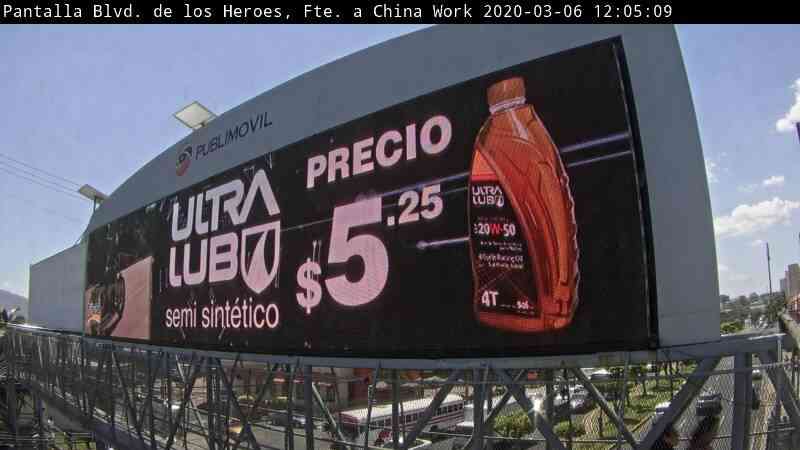 Pantalla Blvd. de los Heroes, Fte. a China Work 2020-03-06 12:05:09
PUBLIMOVIL
ULTRA
LUB
semi sintético
PRECIO
$5.25
ULTRA
LUB
20W-50
4T